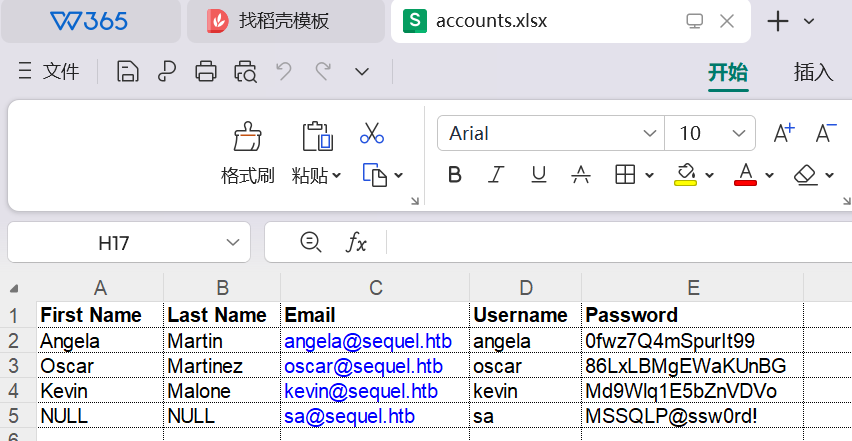 W365 找稻壳模板 accounts.xlsx
文件 开始 插入
Arial 10 A+ A-
格式刷 粘贴 B I U A A
H17 fx
A B C D E
1 First Name Last Name Email Username Password
2 Angela Martin angela@sequel.htb angela 0fwz7Q4mSpurIt99
3 Oscar Martinez oscar@sequel.htb oscar 86LxLBMgEWaKUnBG
4 Kevin Malone kevin@sequel.htb kevin Md9Wlq1E5bZnVDVo
5 NULL NULL sa@sequel.htb sa MSSQLP@ssw0rd!